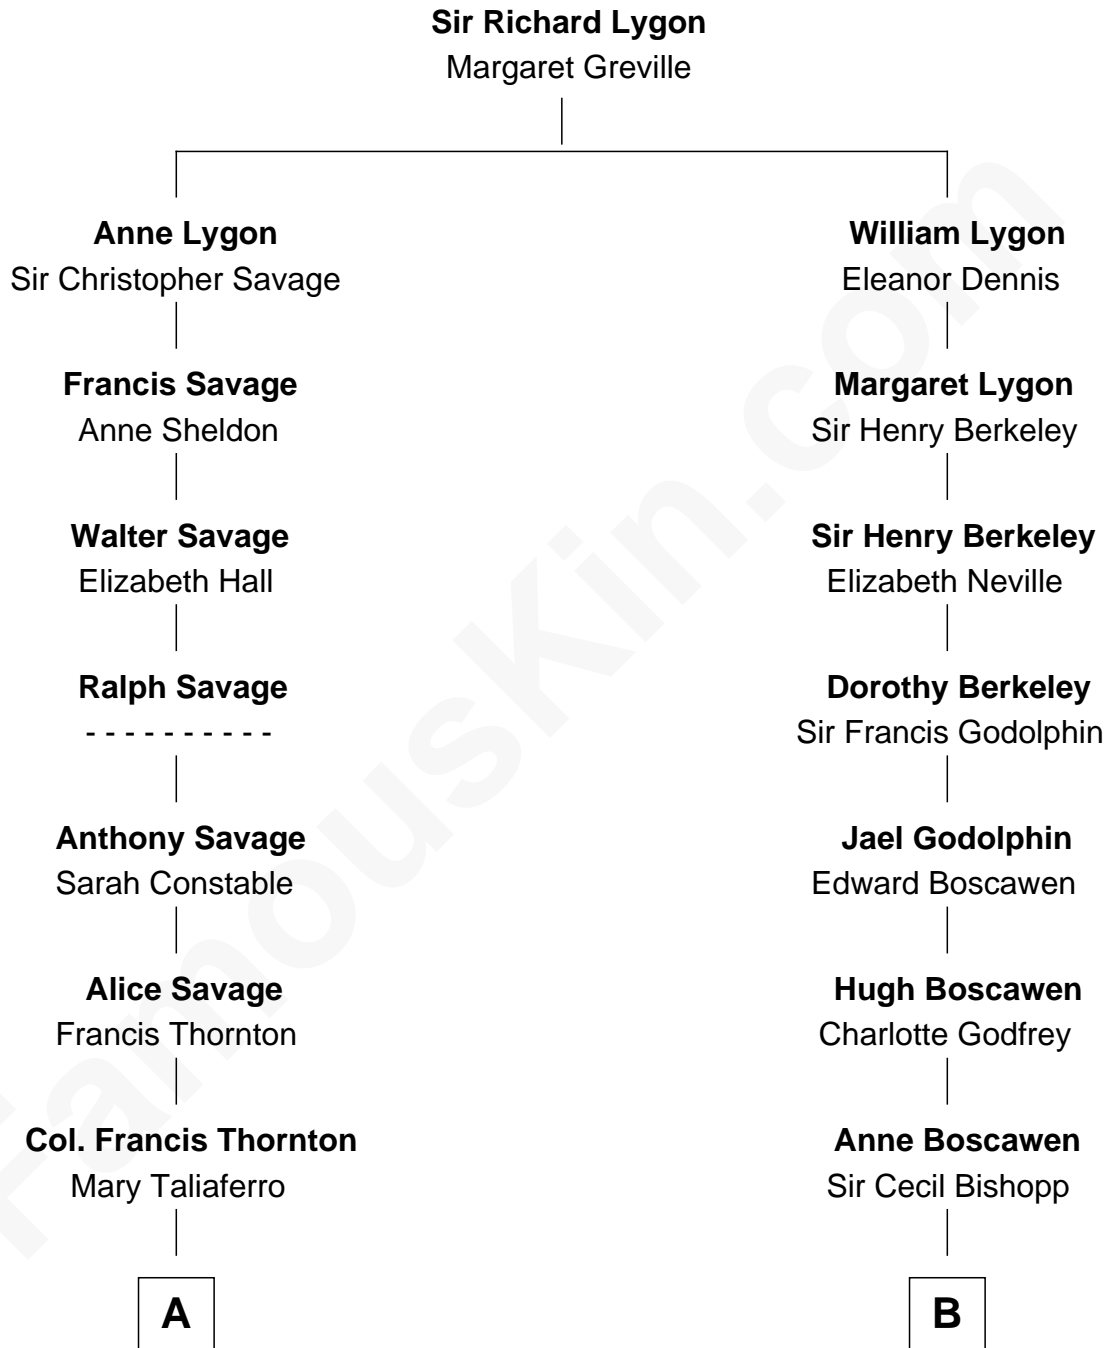 Sir Richard Lygon
Margaret Greville
Anne Lygon
Sir Christopher Savage
William Lygon
Eleanor Dennis
Francis Savage
Anne Sheldon
Margaret Lygon
Sir Henry Berkeley
Walter Savage
Elizabeth Hall
Sir Henry Berkeley
Elizabeth Neville
Ralph Savage
- - - - - - - - - -
Dorothy Berkeley
Sir Francis Godolphin
Anthony Savage
Sarah Constable
Jael Godolphin
Edward Boscawen
Alice Savage
Francis Thornton
Hugh Boscawen
Charlotte Godfrey
Col. Francis Thornton
Mary Taliaferro
Anne Boscawen
Sir Cecil Bishopp
A
B
FamousKin.com